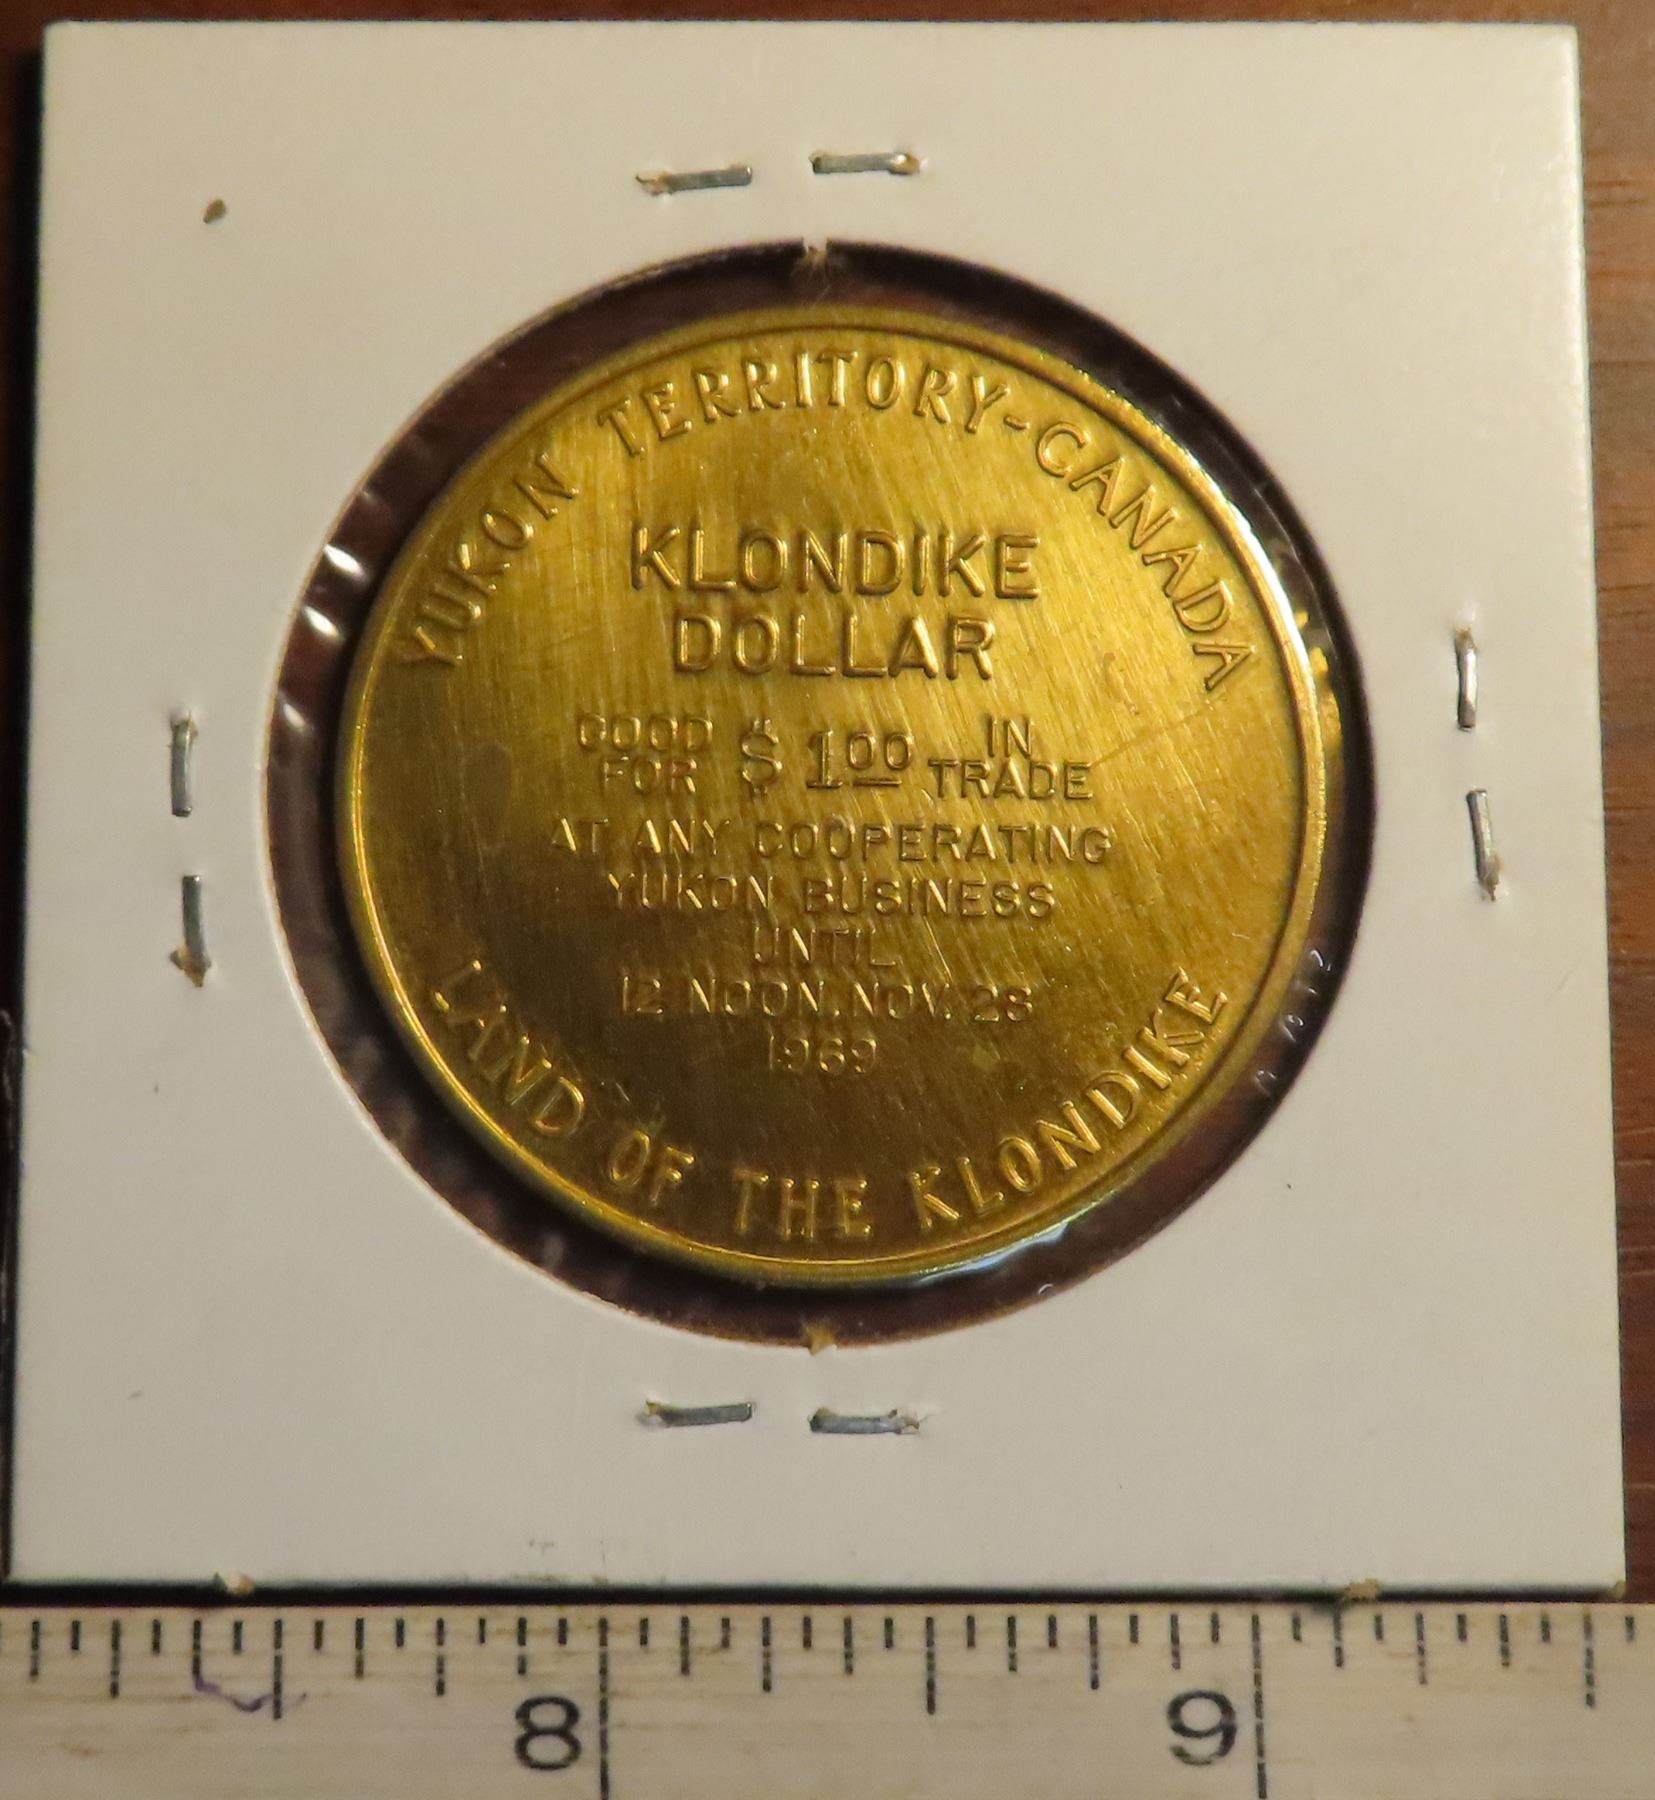 YUKON TERRITORY-CANADA
KLONDIKE
DOLLAR
GOOD FOR $1.00 IN TRADE
AT ANY COOPERATING
YUKON BUSINESS
UNTIL
12 NOON, NOV. 28
1969
LAND OF THE KLONDIKE
8 9